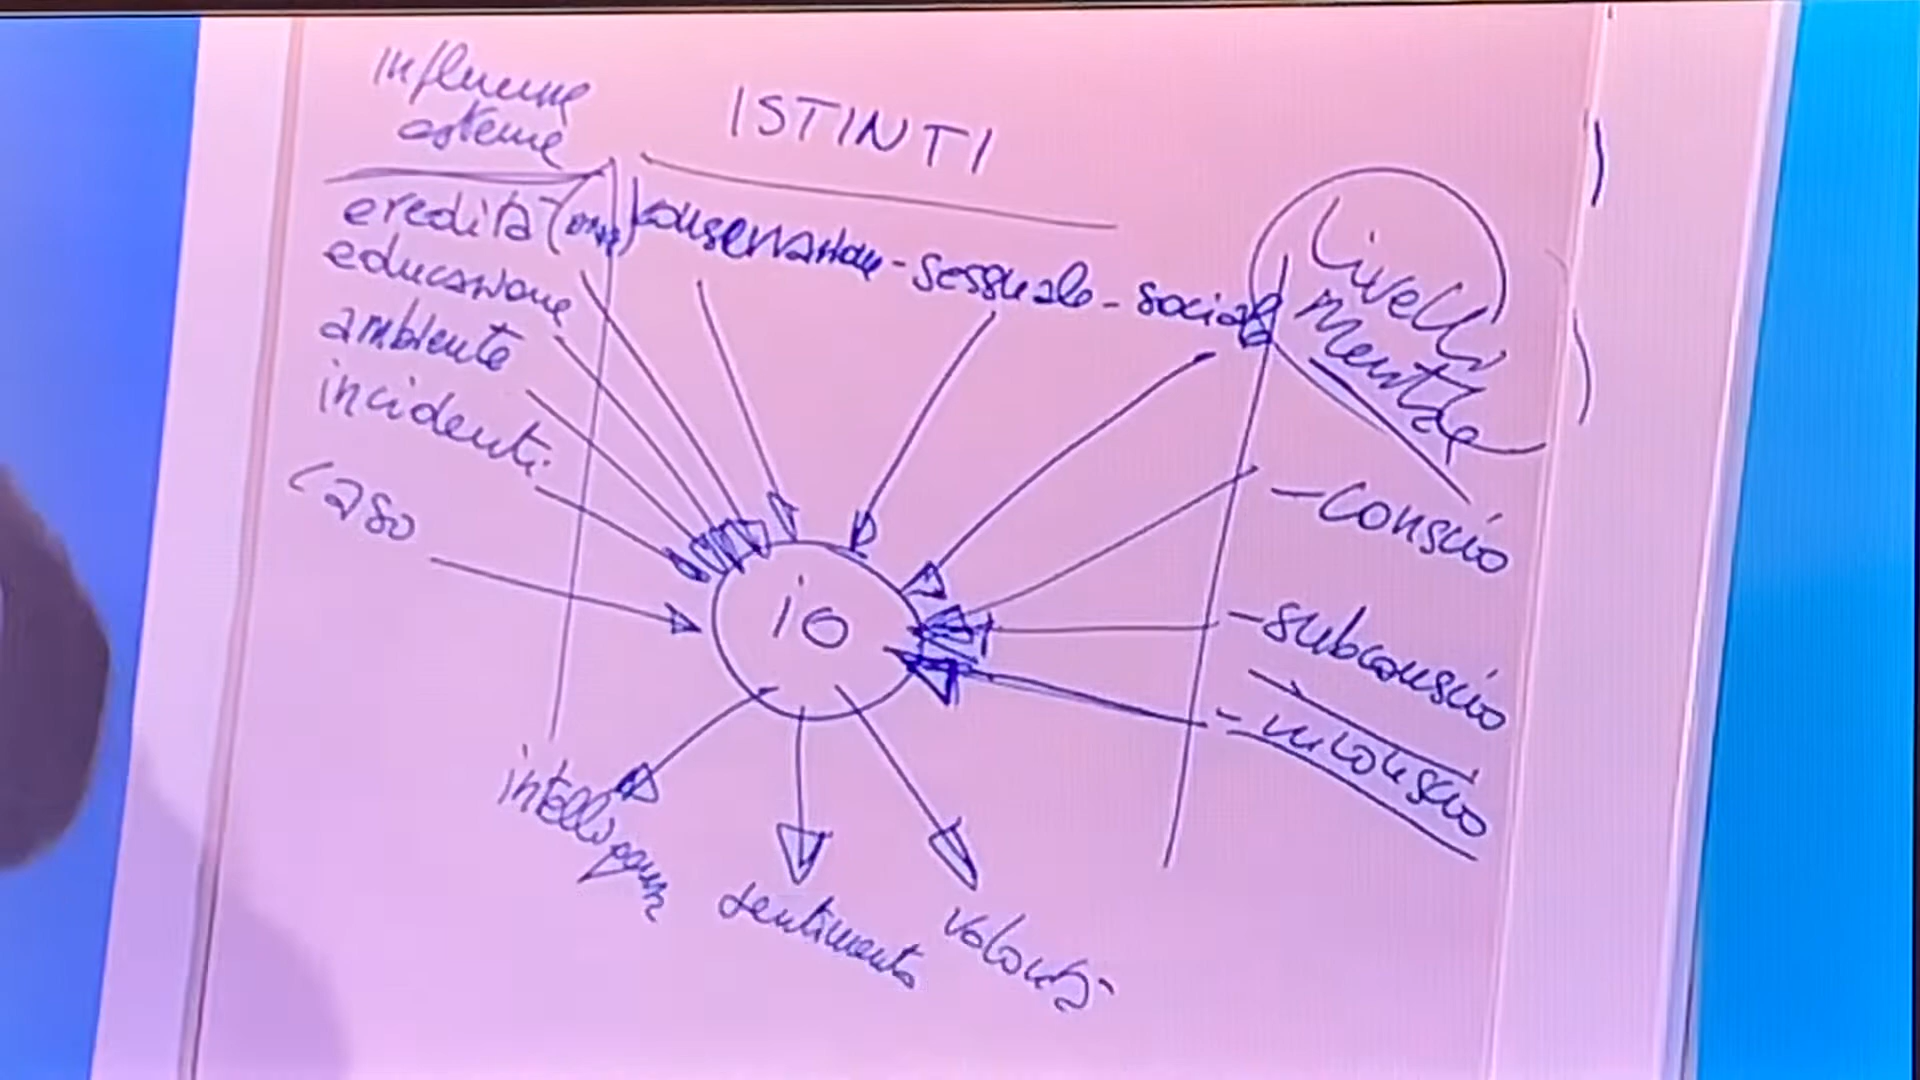 influenze
esterne
ISTINTI
eredità
educazione
ambiente
incidenti
caso
conservazione - sessuale - sociale
Livelli
mentale
- conscio
- subconscio
- inconscio
io
intelligenza
sentimento
volontà